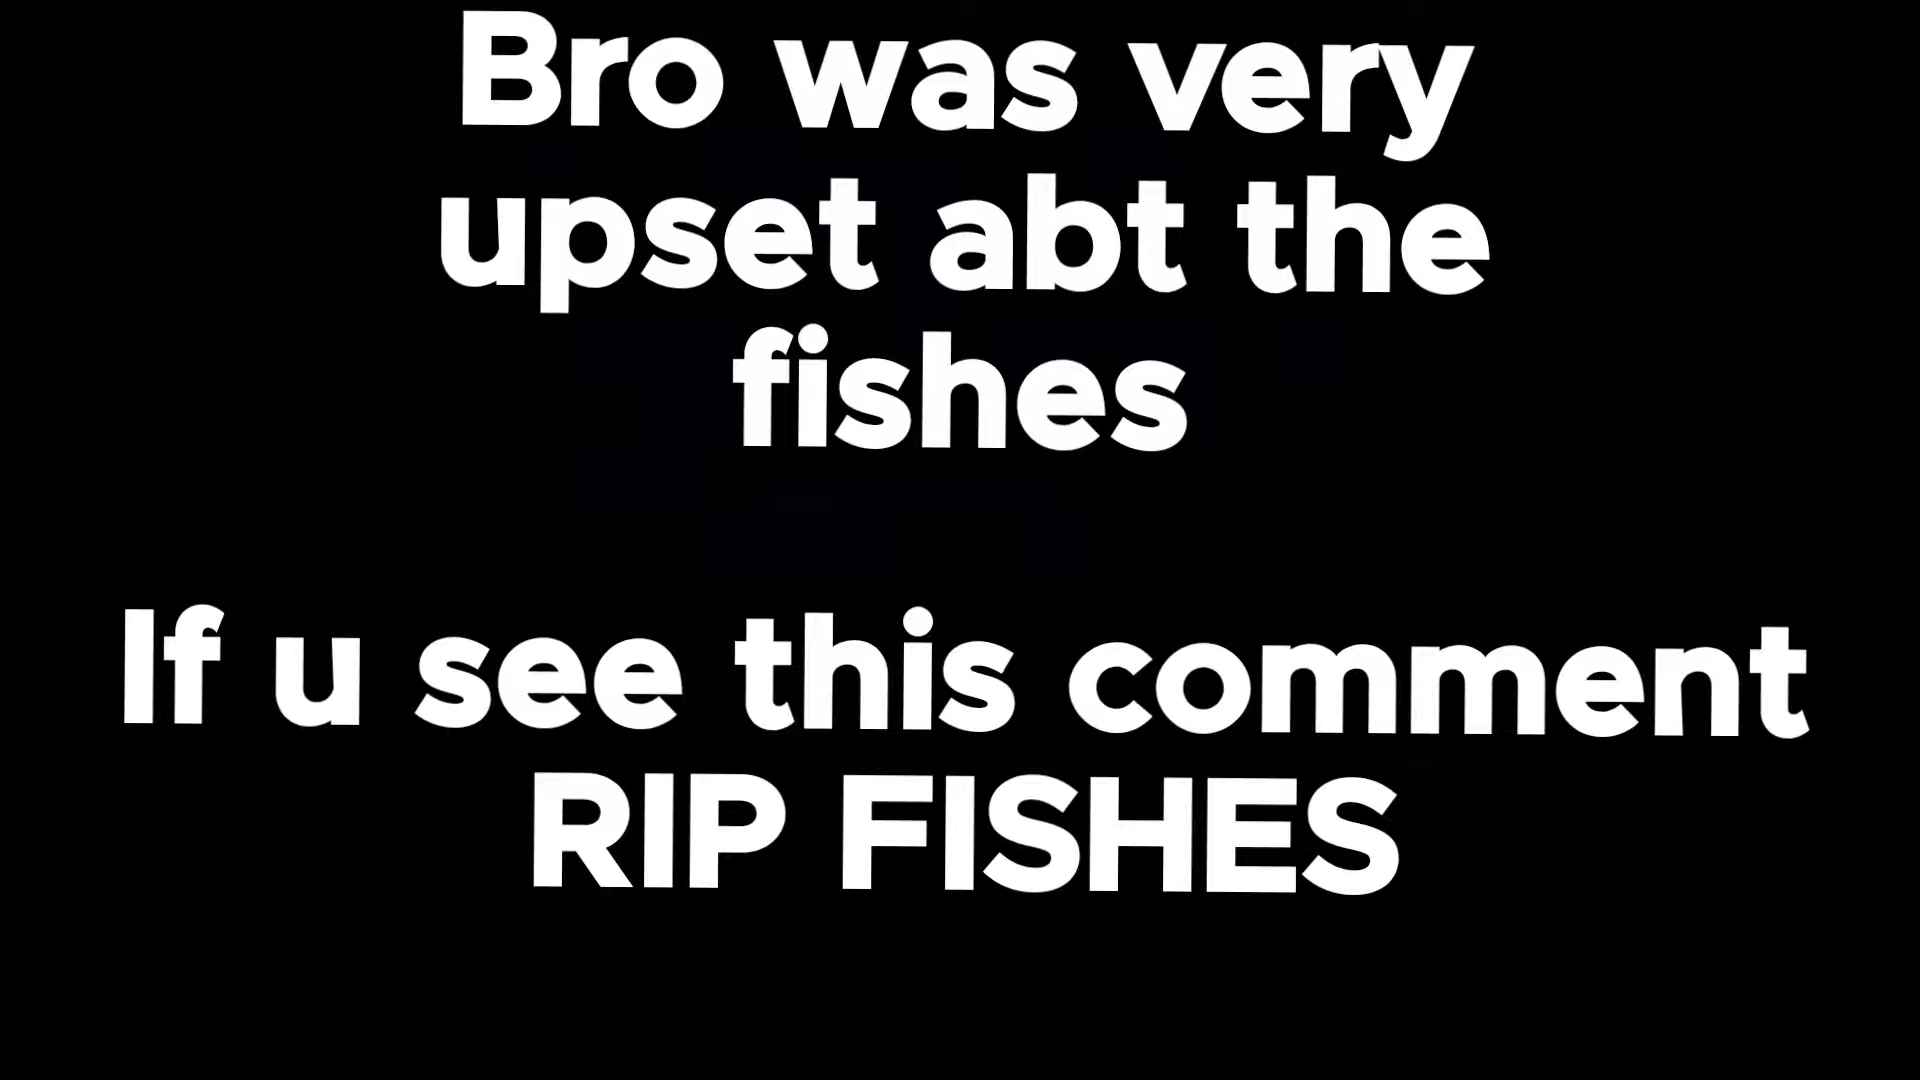 Bro was very
upset abt the
fishes
If u see this comment
RIP FISHES